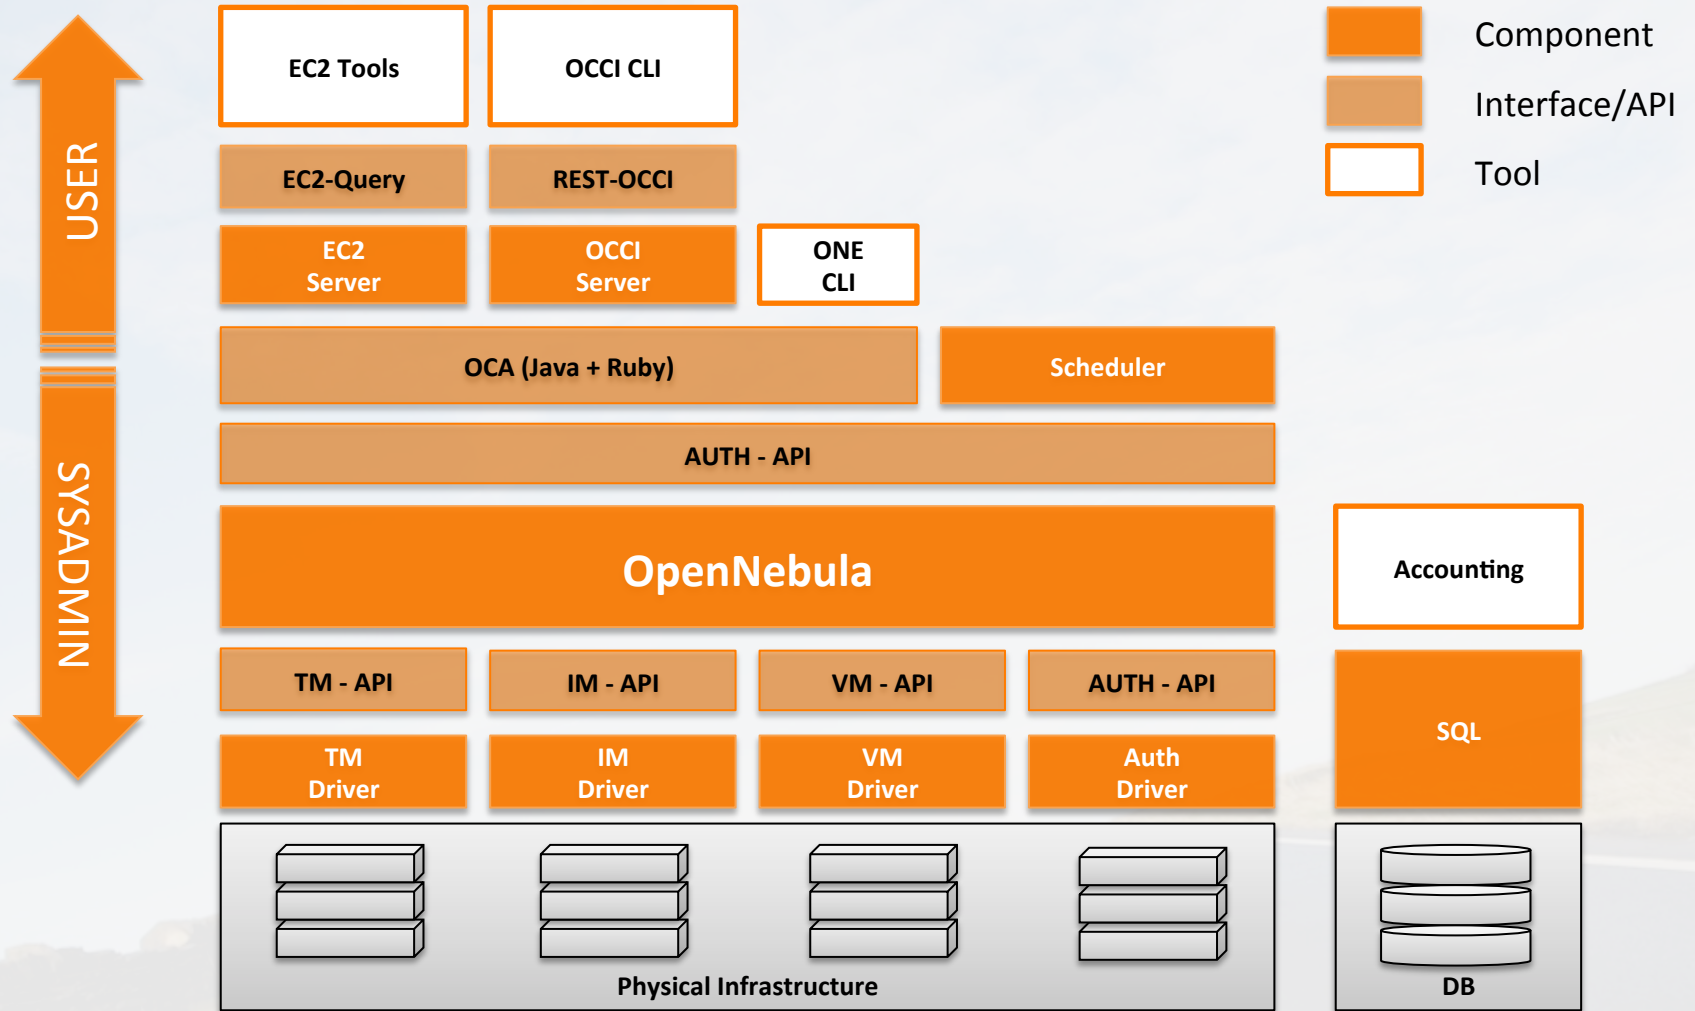 EC2 Tools
OCCI CLI
Component
Interface/API
Tool
USER
EC2-Query
REST-OCCI
EC2
Server
OCCI
Server
ONE
CLI
OCA (Java + Ruby)
Scheduler
AUTH - API
SYSADMIN
OpenNebula
Accounting
TM - API
IM - API
VM - API
AUTH - API
SQL
TM
Driver
IM
Driver
VM
Driver
Auth
Driver
Physical Infrastructure
DB